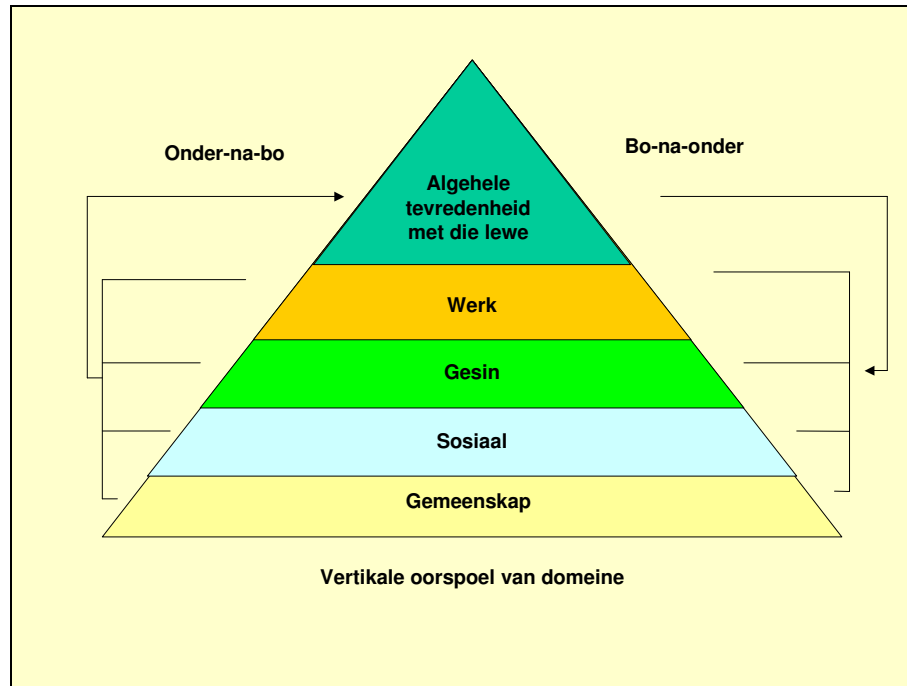 Onder-na-bo
Bo-na-onder
Algehele
tevredenheid
met die lewe
Werk
Gesin
Sosiaal
Gemeenskap
Vertikale oorspoel van domeine